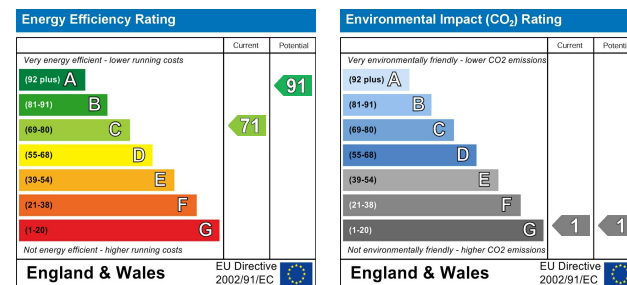 Energy Efficiency Rating
Current Potential
Very energy efficient - lower running costs
(92 plus) A
(81-91) B
(69-80) C
(55-68) D
(39-54) E
(21-38) F
(1-20) G
71
91
Not energy efficient - higher running costs
England & Wales
EU Directive
2002/91/EC
Environmental Impact (CO₂) Rating
Current Potential
Very environmentally friendly - lower CO2 emissions
(92 plus) A
(81-91) B
(69-80) C
(55-68) D
(39-54) E
(21-38) F
(1-20) G
1
1
Not environmentally friendly - higher CO2 emissions
England & Wales
EU Directive
2002/91/EC